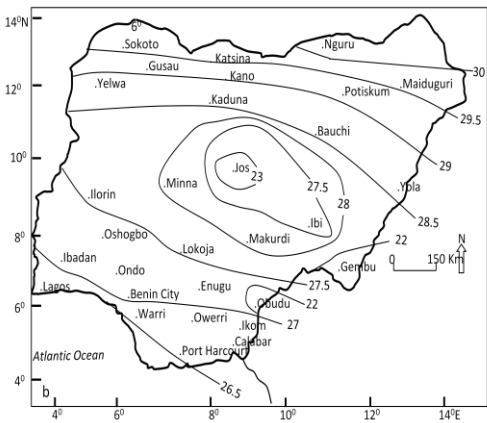 14⁰N
6⁰
.Sokoto
.Nguru
Katsina
.Gusau
.Kano
30
.Yelwa
.Maiduguri
12⁰
.Potiskum
.Kaduna
29.5
.Bauchi
29
10⁰
.Jos
23
27.5
.Minna
28
.Yola
.Ilorin
.Ibi
28.5
.Oshogbo
.Makurdi
22
N
8⁰
Lokoja
.Ibadan
.Gembu
0 150 Km
.Ondo
27.5
.Lagos
Enugu
.Benin City
Obudu
22
6⁰
.Warri
.Owerri
27
.Ikom
Atlantic Ocean
.Calabar
.Port Harcourt
26.5
4⁰
b
4⁰ 6⁰ 8⁰ 10⁰ 12⁰ 14⁰E